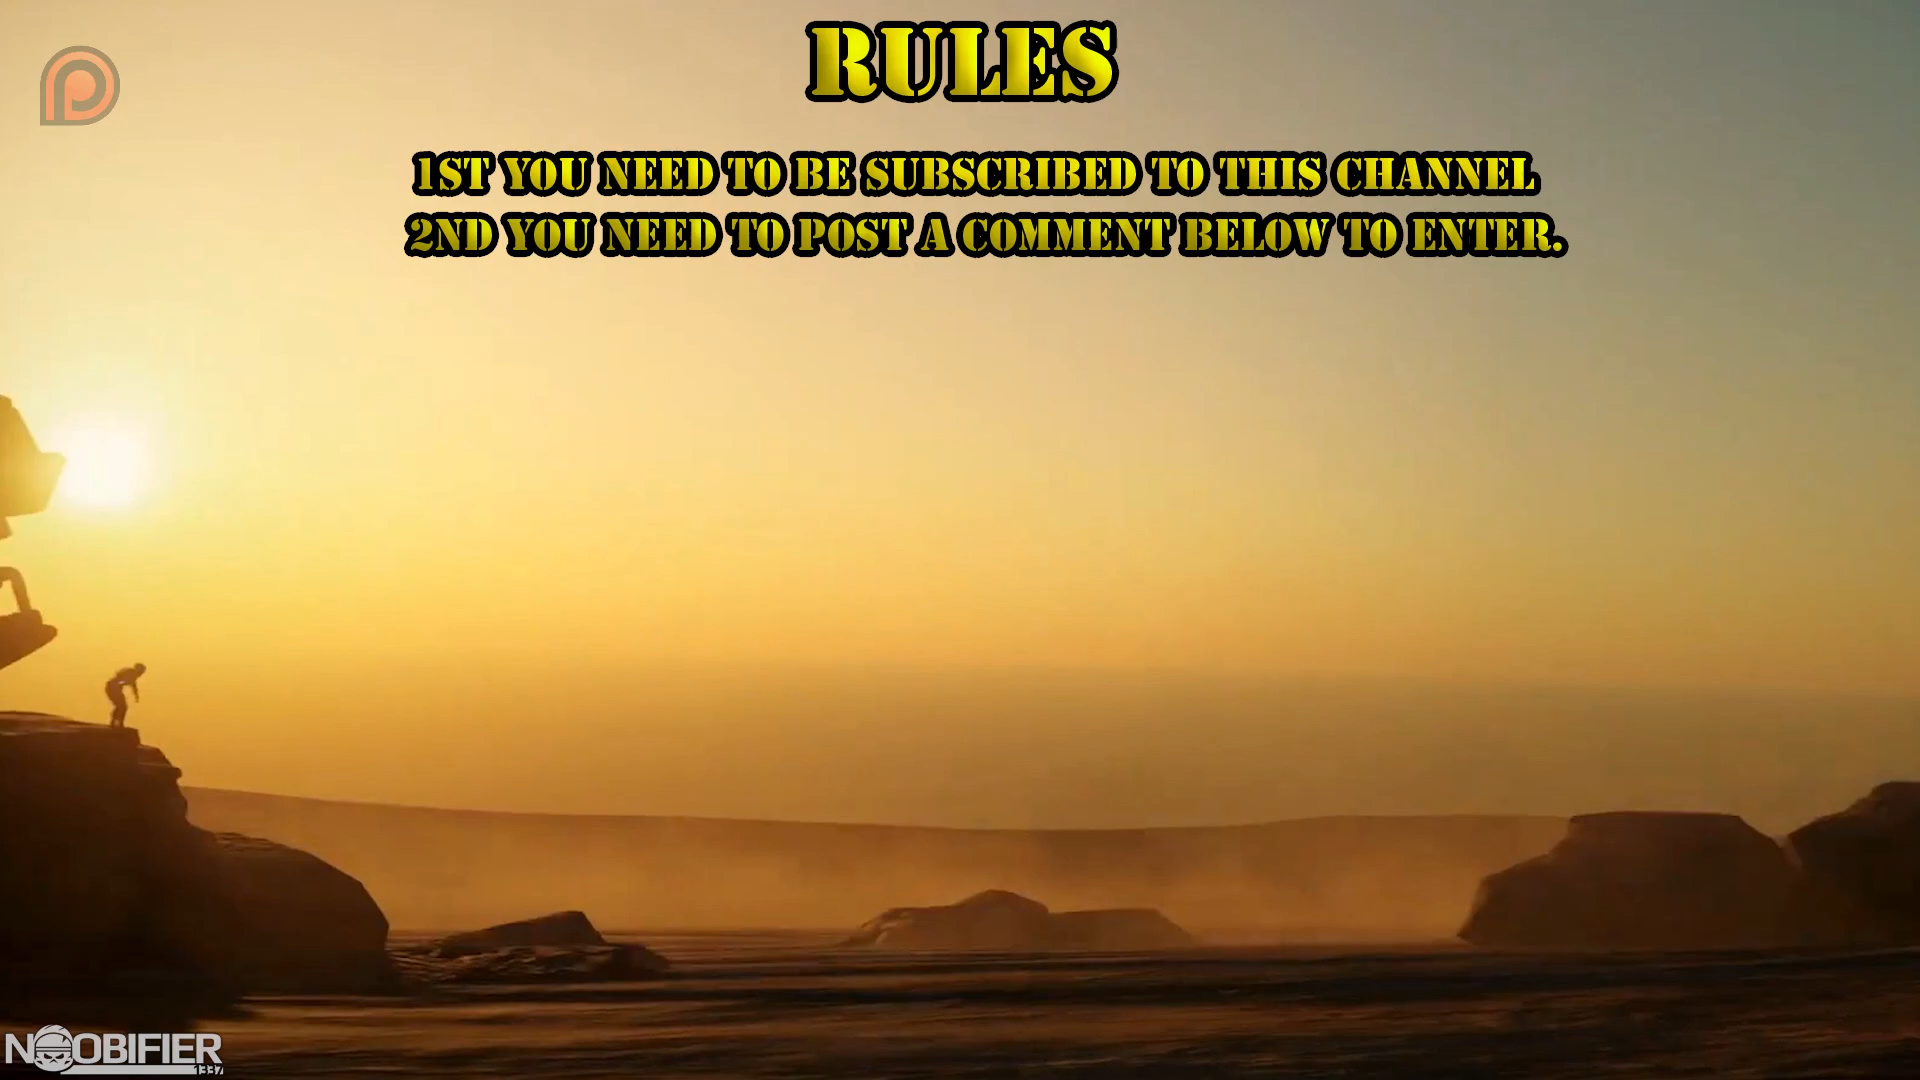 RULES
1ST YOU NEED TO BE SUBSCRIBED TO THIS CHANNEL
2ND YOU NEED TO POST A COMMENT BELOW TO ENTER.
NOOBIFIER
1337